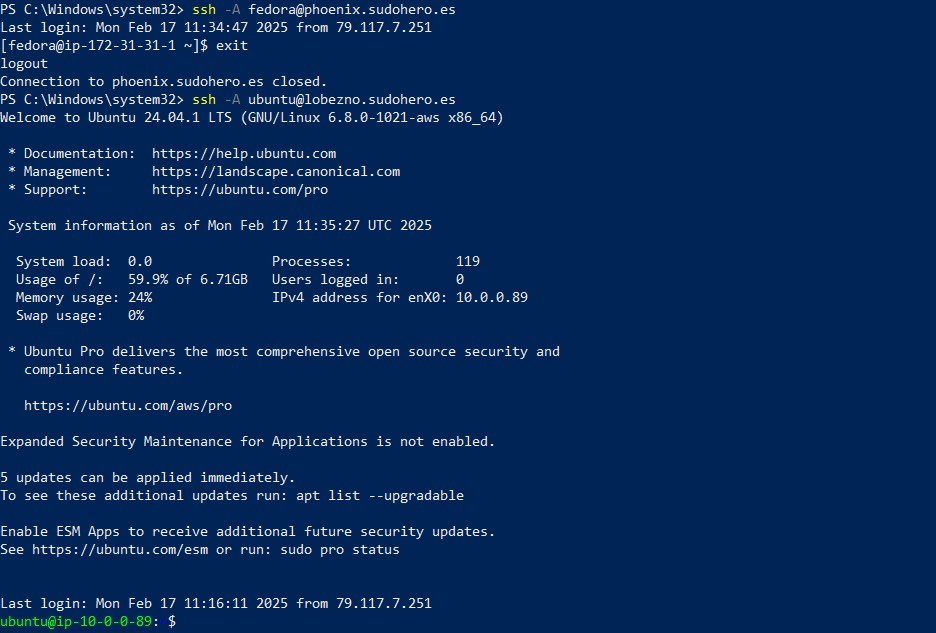 PS C:\Windows\system32> ssh -A fedora@phoenix.sudohero.es
Last login: Mon Feb 17 11:34:47 2025 from 79.117.7.251
[fedora@ip-172-31-31-1 ~]$ exit
logout
Connection to phoenix.sudohero.es closed.
PS C:\Windows\system32> ssh -A ubuntu@lobezno.sudohero.es
Welcome to Ubuntu 24.04.1 LTS (GNU/Linux 6.8.0-1021-aws x86_64)
* Documentation: https://help.ubuntu.com
* Management: https://landscape.canonical.com
* Support: https://ubuntu.com/pro
System information as of Mon Feb 17 11:35:27 UTC 2025
System load: 0.0 Processes: 119
Usage of /: 59.9% of 6.71GB Users logged in: 0
Memory usage: 24% IPv4 address for enX0: 10.0.0.89
Swap usage: 0%
* Ubuntu Pro delivers the most comprehensive open source security and
compliance features.
https://ubuntu.com/aws/pro
Expanded Security Maintenance for Applications is not enabled.
5 updates can be applied immediately.
To see these additional updates run: apt list --upgradable
Enable ESM Apps to receive additional future security updates.
See https://ubuntu.com/esm or run: sudo pro status
Last login: Mon Feb 17 11:16:11 2025 from 79.117.7.251
ubuntu@ip-10-0-0-89: $